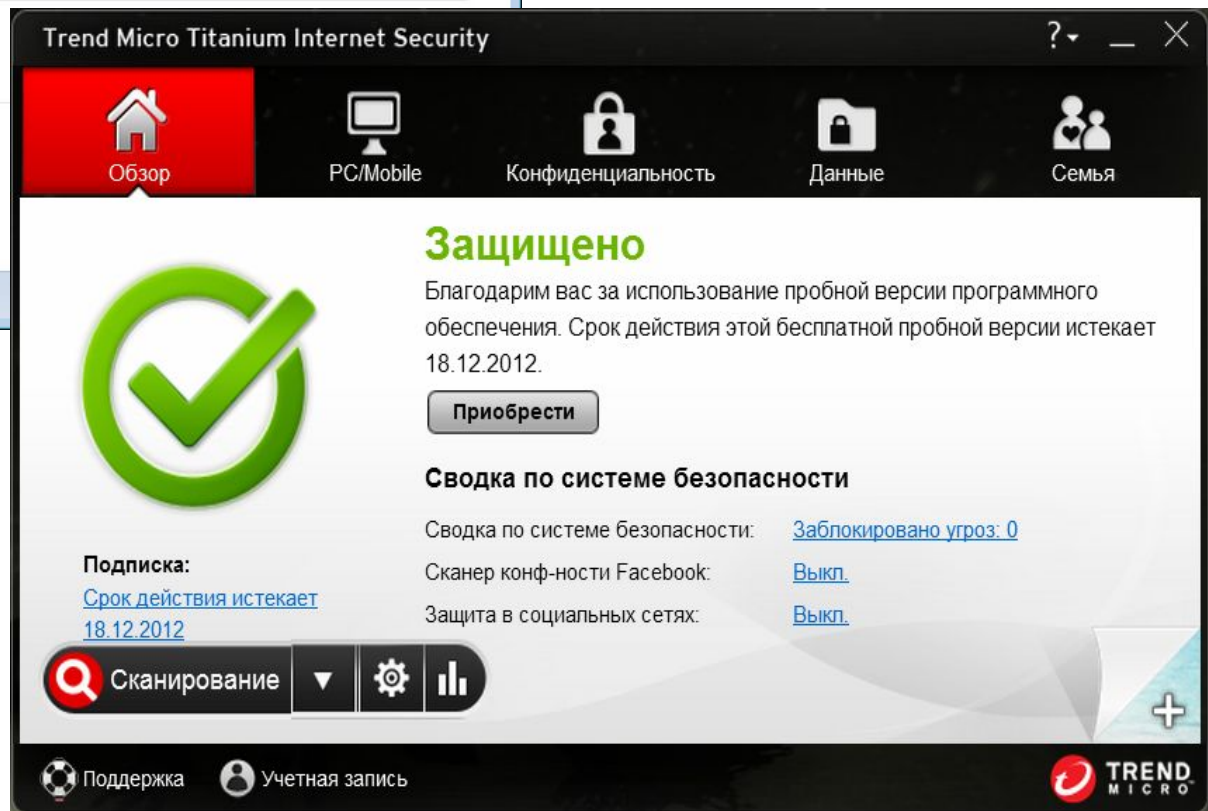 Trend Micro Titanium Internet Security
?
Обзор
PC/Mobile
Конфиденциальность
Данные
Семья
Защищено
Благодарим вас за использование пробной версии программного
обеспечения. Срок действия этой бесплатной пробной версии истекает
18.12.2012.
Приобрести
Сводка по системе безопасности
Сводка по системе безопасности: Заблокировано угроз: 0
Сканер конф-ности Facebook: Выкл.
Защита в социальных сетях: Выкл.
Подписка:
Срок действия истекает
18.12.2012
Сканирование
Поддержка
Учетная запись
TREND
MICRO